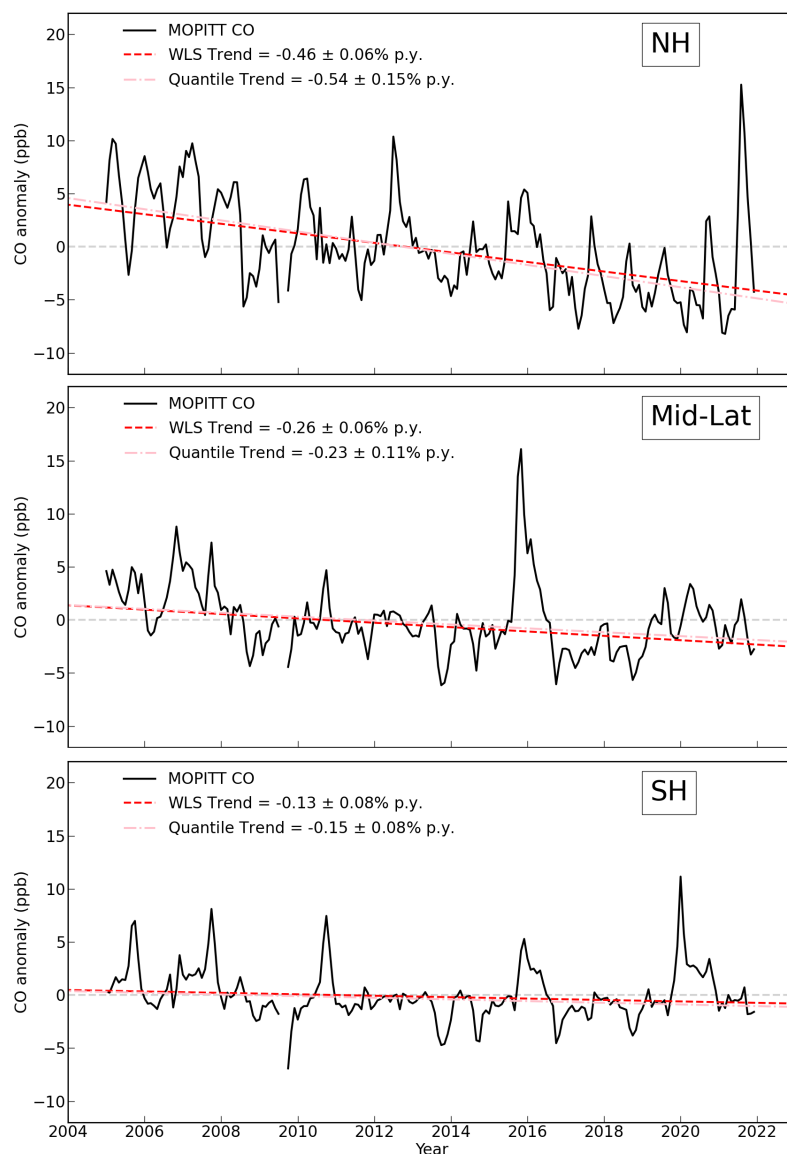 MOPITT CO
WLS Trend = -0.46 ± 0.06% p.y.
Quantile Trend = -0.54 ± 0.15% p.y.
NH
20
15
10
5
0
−5
−10
CO anomaly (ppb)
MOPITT CO
WLS Trend = -0.26 ± 0.06% p.y.
Quantile Trend = -0.23 ± 0.11% p.y.
Mid-Lat
20
15
10
5
0
−5
−10
CO anomaly (ppb)
MOPITT CO
WLS Trend = -0.13 ± 0.08% p.y.
Quantile Trend = -0.15 ± 0.08% p.y.
SH
20
15
10
5
0
−5
−10
CO anomaly (ppb)
2004 2006 2008 2010 2012 2014 2016 2018 2020 2022
Year